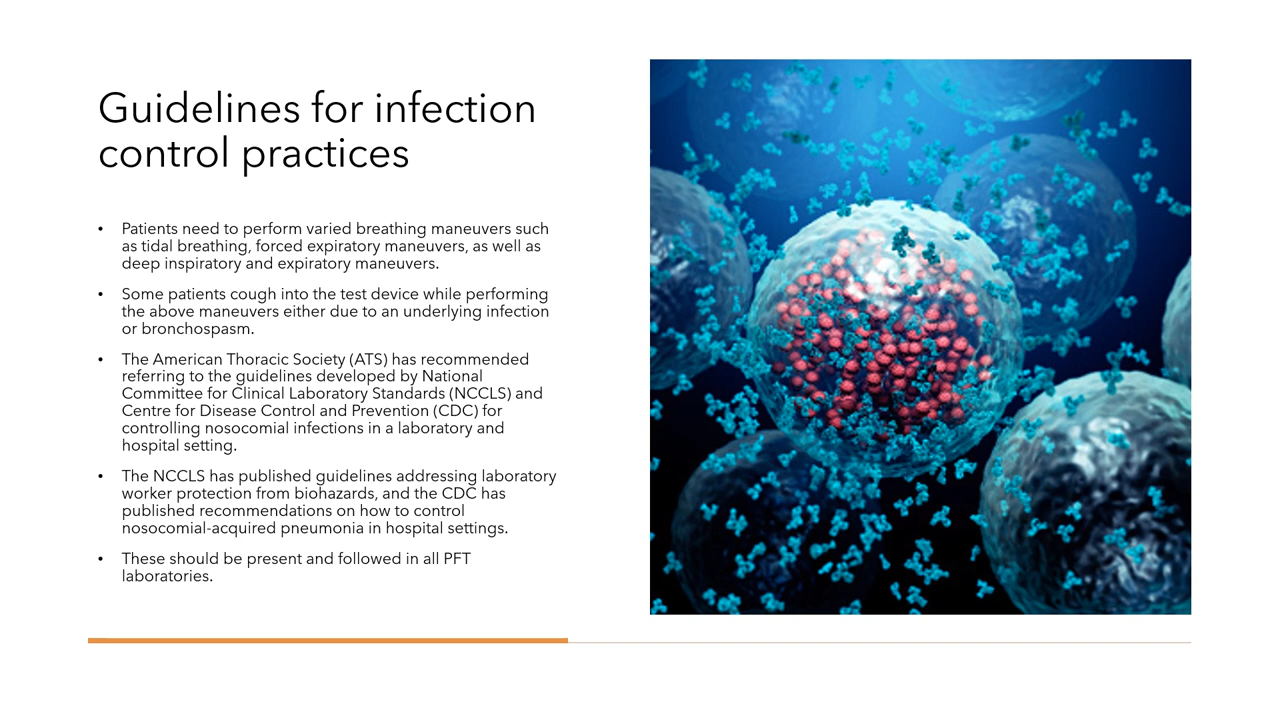 Guidelines for infection
control practices
• Patients need to perform varied breathing maneuvers such
as tidal breathing, forced expiratory maneuvers, as well as
deep inspiratory and expiratory maneuvers.
• Some patients cough into the test device while performing
the above maneuvers either due to an underlying infection
or bronchospasm.
• The American Thoracic Society (ATS) has recommended
referring to the guidelines developed by National
Committee for Clinical Laboratory Standards (NCCLS) and
Centre for Disease Control and Prevention (CDC) for
controlling nosocomial infections in a laboratory and
hospital setting.
• The NCCLS has published guidelines addressing laboratory
worker protection from biohazards, and the CDC has
published recommendations on how to control
nosocomial-acquired pneumonia in hospital settings.
• These should be present and followed in all PFT
laboratories.